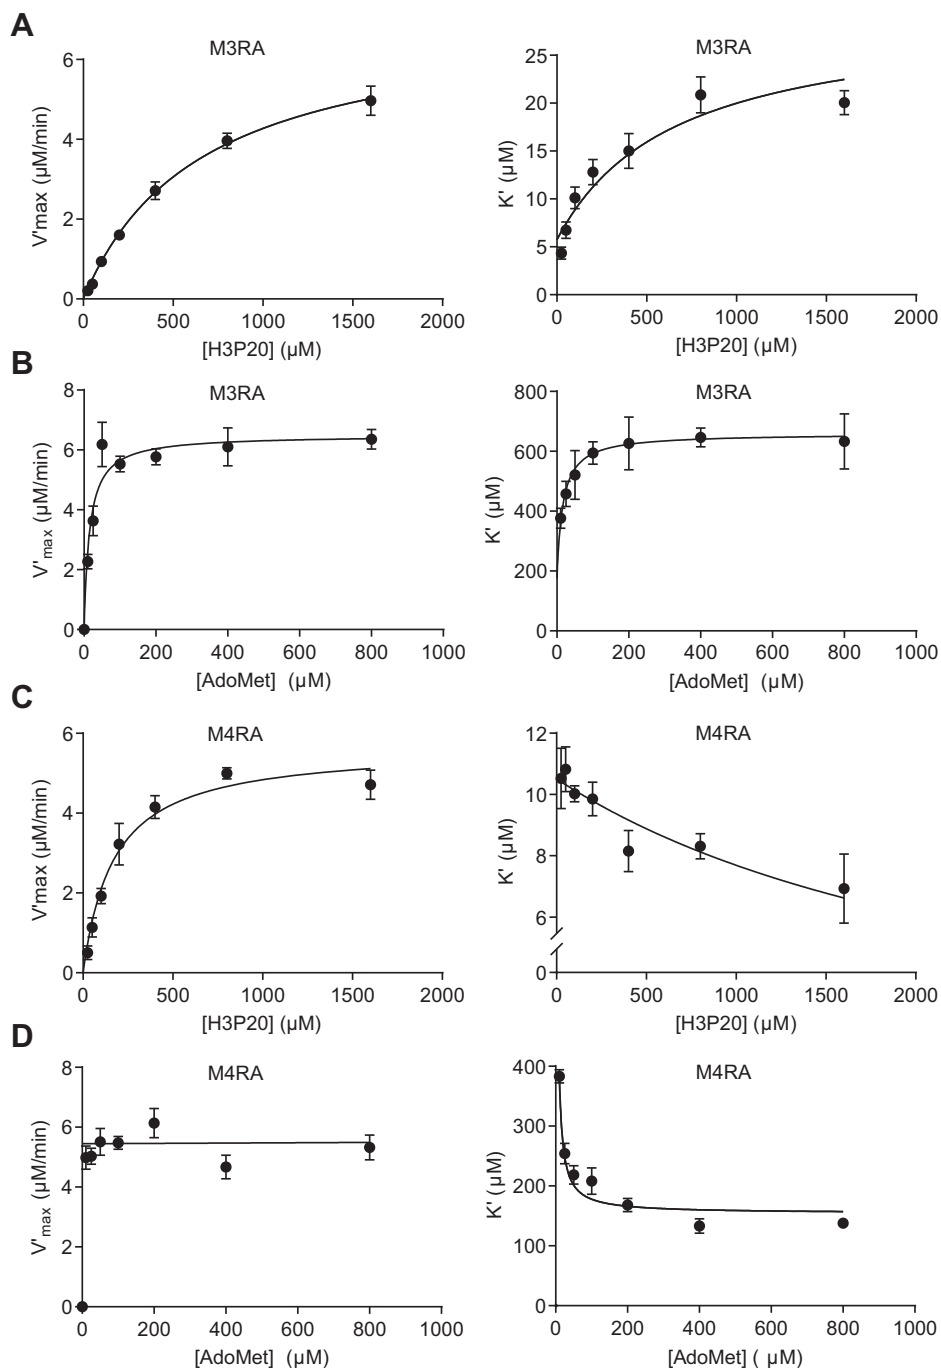 A
M3RA
V'max (µM/min)
6
4
2
0
0 500 1000 1500 2000
[H3P20] (µM)
M3RA
K' (µM)
25
20
15
10
5
0
0 500 1000 1500 2000
[H3P20] (µM)
B
M3RA
V'max (µM/min)
8
6
4
2
0
0 200 400 600 800 1000
[AdoMet] (µM)
M3RA
K' (µM)
800
600
400
200
0
0 200 400 600 800 1000
[AdoMet] (µM)
C
M4RA
V'max (µM/min)
6
4
2
0
0 500 1000 1500 2000
[H3P20] (µM)
M4RA
K' (µM)
12
10
8
6
0
0 500 1000 1500 2000
[H3P20] (µM)
D
M4RA
V'max (µM/min)
8
6
4
2
0
0 200 400 600 800 1000
[AdoMet] (µM)
M4RA
K' (µM)
400
300
200
100
0
0 200 400 600 800 1000
[AdoMet] ( µM)